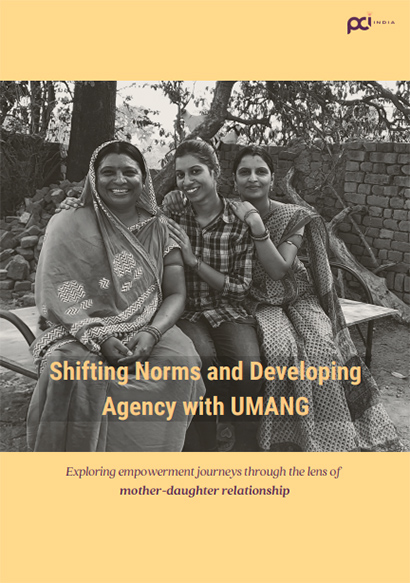 pci INDIA
Shifting Norms and Developing
Agency with UMANG
Exploring empowerment journeys through the lens of
mother-daughter relationship